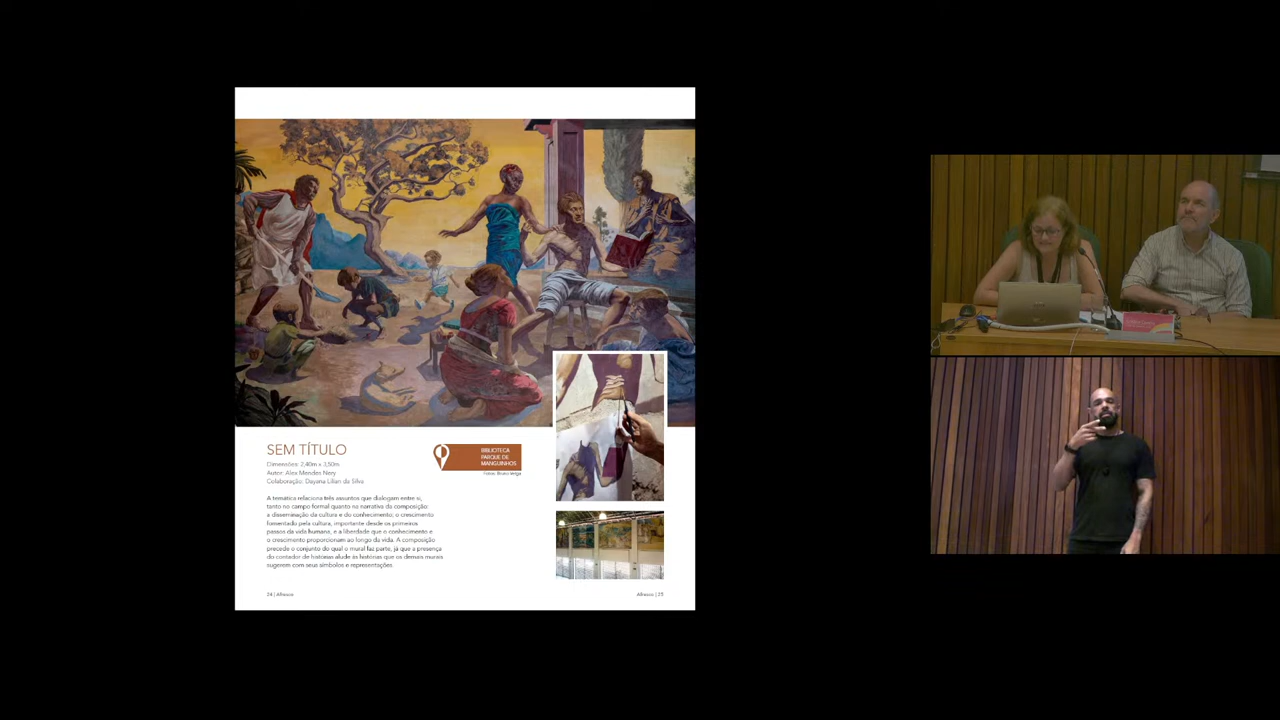 SEM TÍTULO
Dimensões: 2,40m x 3,50m
Autor: Alex Mendes Nery
Colaboração: Dayana Lilian da Silva
BIBLIOTECA
PARQUE DE
MANGUINHOS
A temática relaciona três assuntos que dialogam entre si,
tanto no campo formal quanto na narrativa da composição:
a disseminação da cultura e do conhecimento; o crescimento
fomentado pela cultura, importante desde os primeiros
passos da vida humana, e a liberdade que o conhecimento e
o crescimento proporcionam ao longo da vida. A composição
precede o conjunto do qual o mural faz parte, já que a presença
do contador de histórias alude às histórias que os demais murais
sugerem com seus símbolos e representações.
24 | Afresco
Afresco | 25